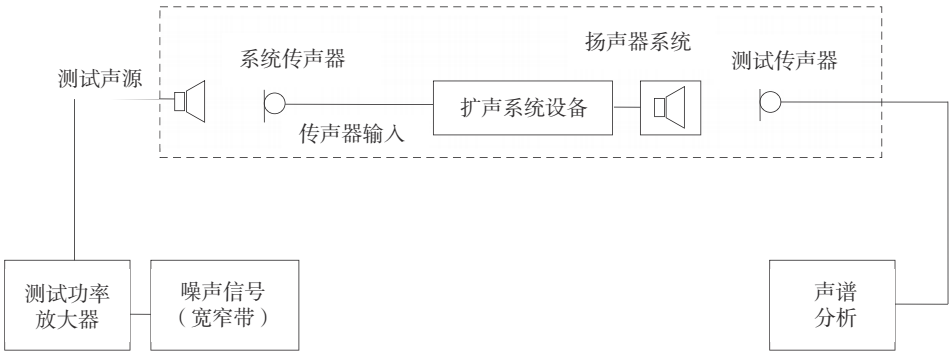 扬声器系统
系统传声器
测试传声器
测试声源
扩声系统设备
传声器输入
测试功率
放大器
噪声信号
（宽窄带）
声谱
分析